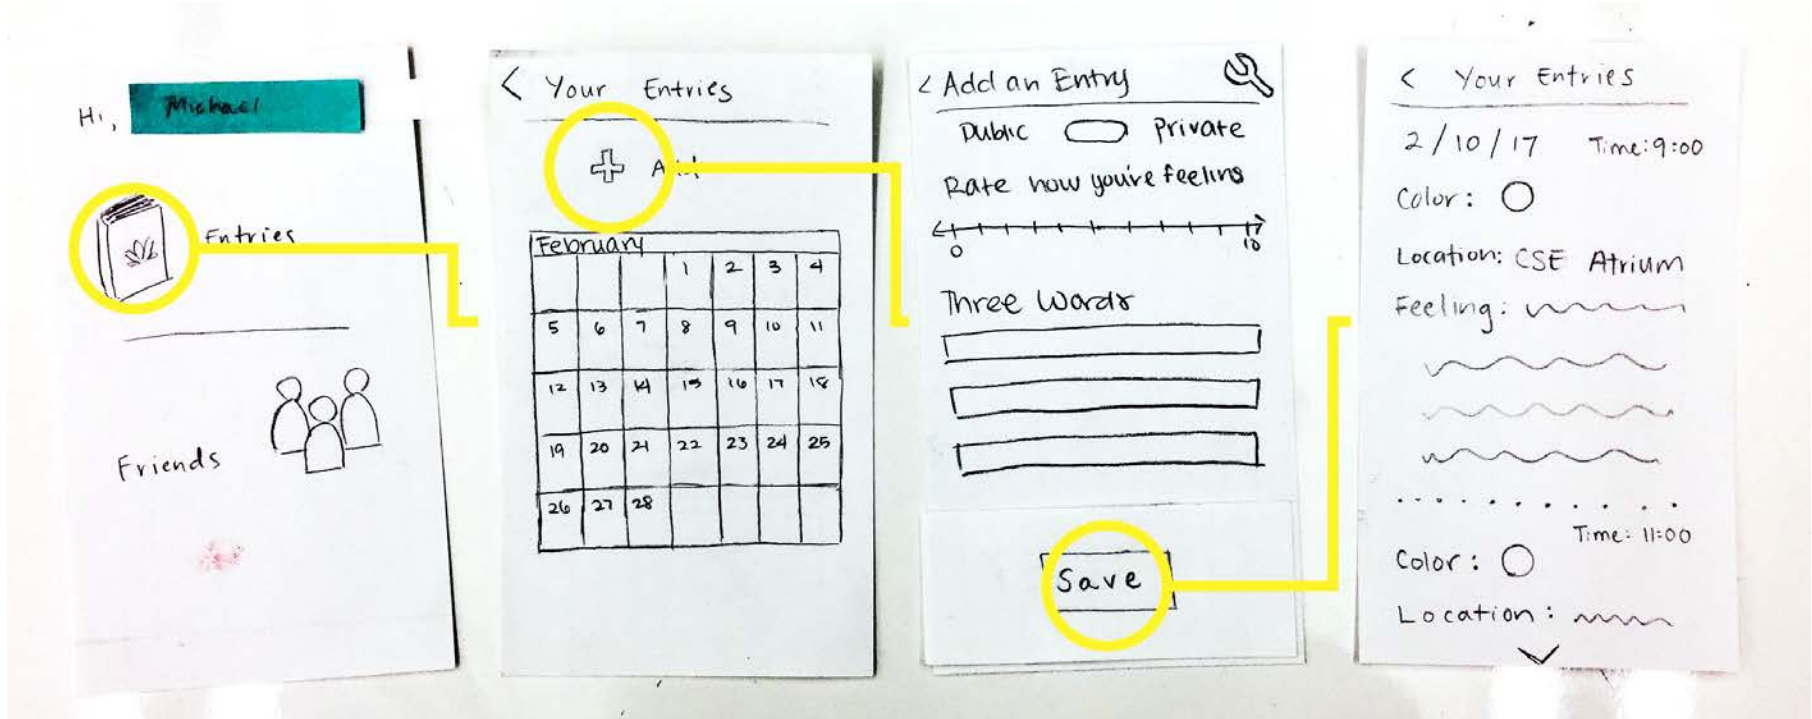 Hi, Michael
Entries
Friends
< Your Entries
Add
February
1 2 3 4
5 6 7 8 9 10 11
12 13 14 15 16 17 18
19 20 21 22 23 24 25
26 27 28
< Add an Entry
Public Private
Rate how you're feeling
0 10
Three Words
Save
< Your Entries
2/10/17 Time: 9:00
Color:
Location: CSE Atrium
Feeling:
Time: 11:00
Color:
Location: